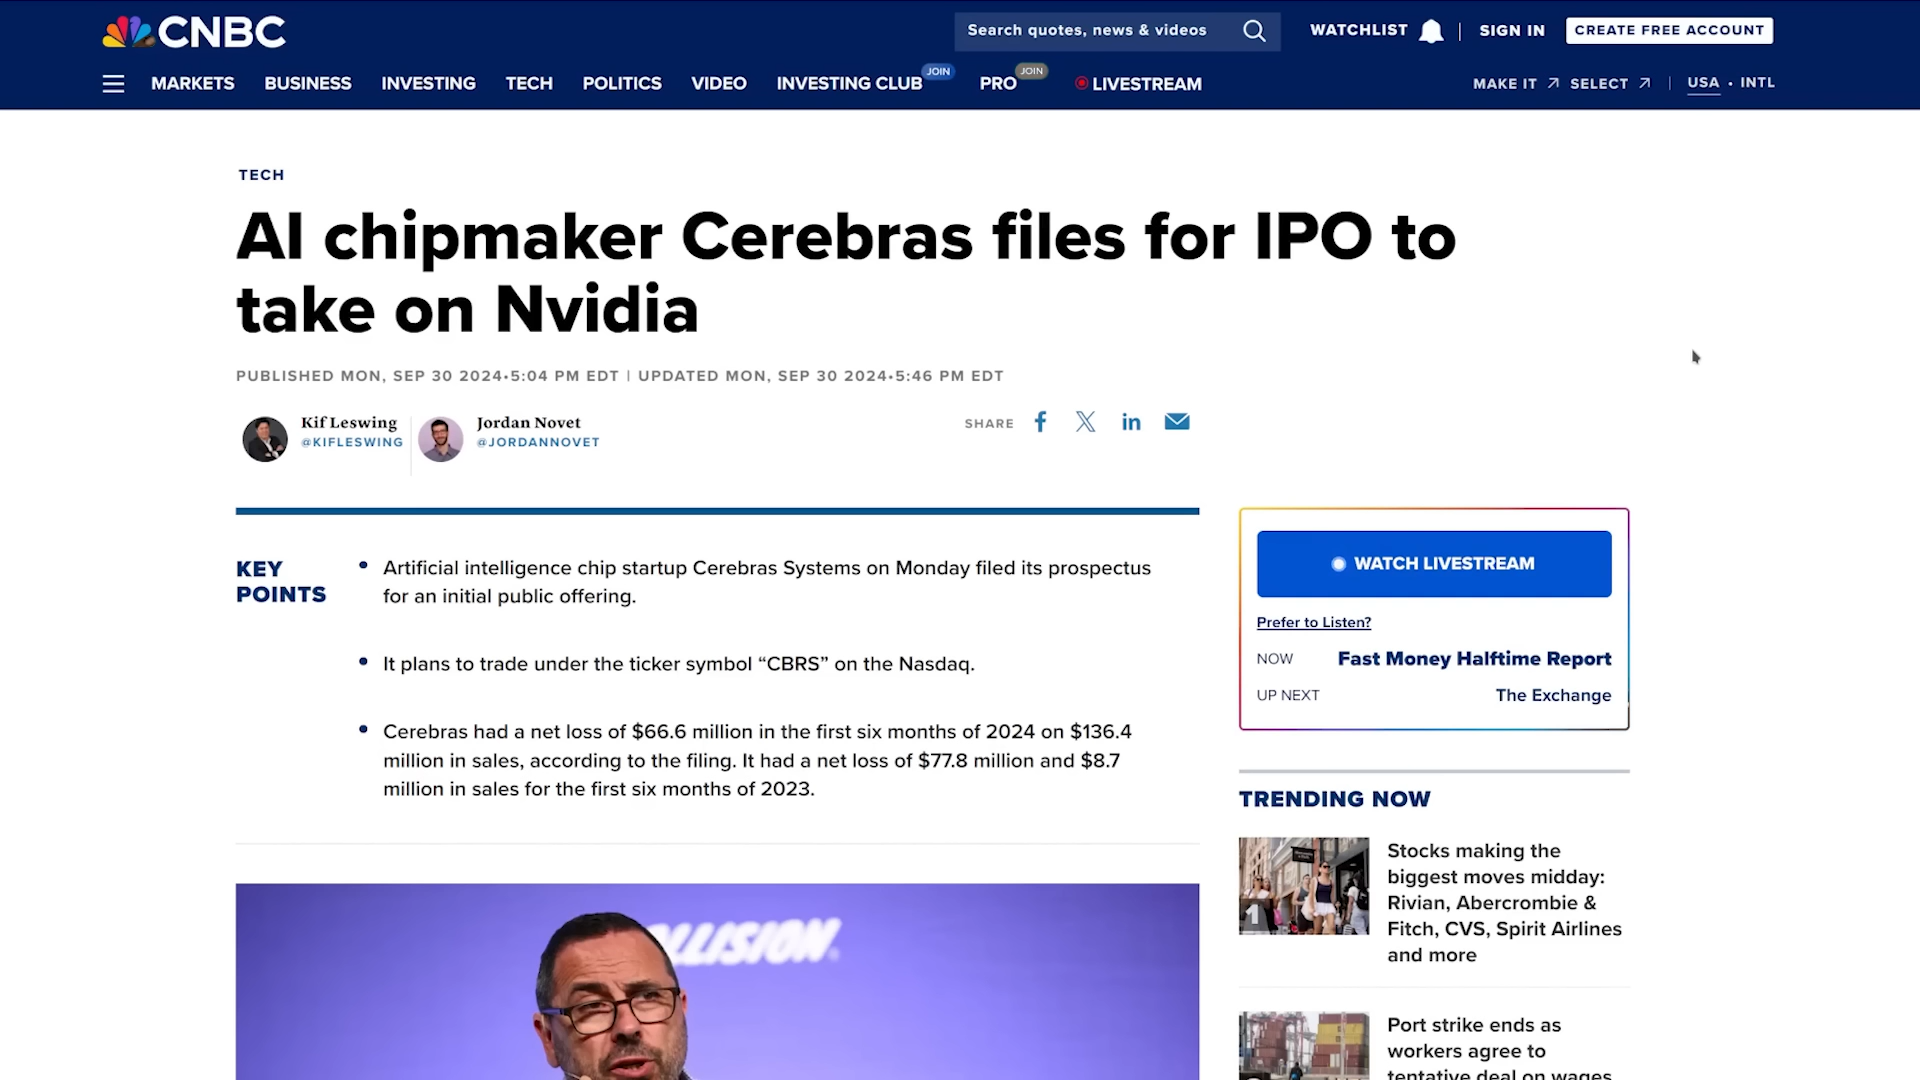 CNBC
Search quotes, news & videos
WATCHLIST
SIGN IN
CREATE FREE ACCOUNT
MARKETS
BUSINESS
INVESTING
TECH
POLITICS
VIDEO
INVESTING CLUB
JOIN
PRO
JOIN
LIVESTREAM
MAKE IT
SELECT
USA • INTL
TECH
AI chipmaker Cerebras files for IPO to
take on Nvidia
PUBLISHED MON, SEP 30 2024•5:04 PM EDT | UPDATED MON, SEP 30 2024•5:46 PM EDT
Kif Leswing
@KIFLESWING
Jordan Novet
@JORDANNOVET
SHARE
KEY
POINTS
• Artificial intelligence chip startup Cerebras Systems on Monday filed its prospectus
for an initial public offering.
• It plans to trade under the ticker symbol “CBRS” on the Nasdaq.
• Cerebras had a net loss of $66.6 million in the first six months of 2024 on $136.4
million in sales, according to the filing. It had a net loss of $77.8 million and $8.7
million in sales for the first six months of 2023.
WATCH LIVESTREAM
Prefer to Listen?
NOW
Fast Money Halftime Report
UP NEXT
The Exchange
TRENDING NOW
1
Stocks making the
biggest moves midday:
Rivian, Abercrombie &
Fitch, CVS, Spirit Airlines
and more
Port strike ends as
workers agree to
tentative deal on wages